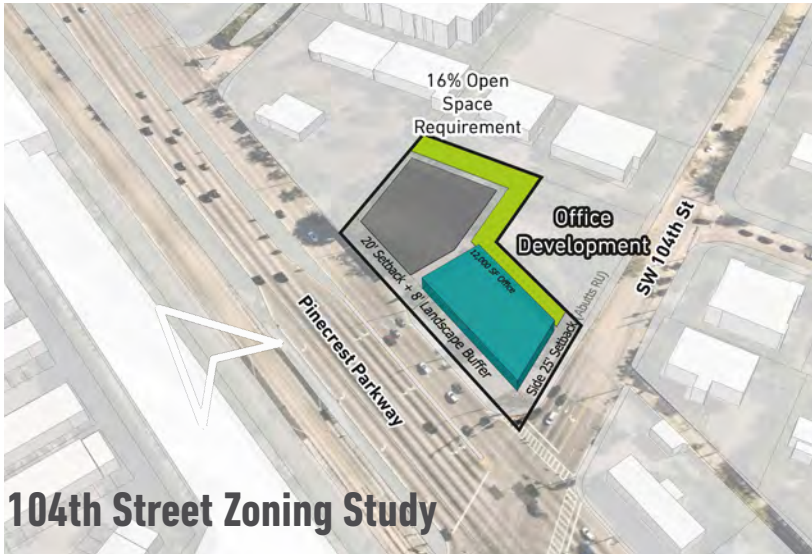 16% Open
Space
Requirement
Office
Development
SW 104th St
12,000 SF Office
20' Setback + 8' Landscape Buffer
Side 25' Setback (Abutts RU)
Pinecrest Parkway
104th Street Zoning Study